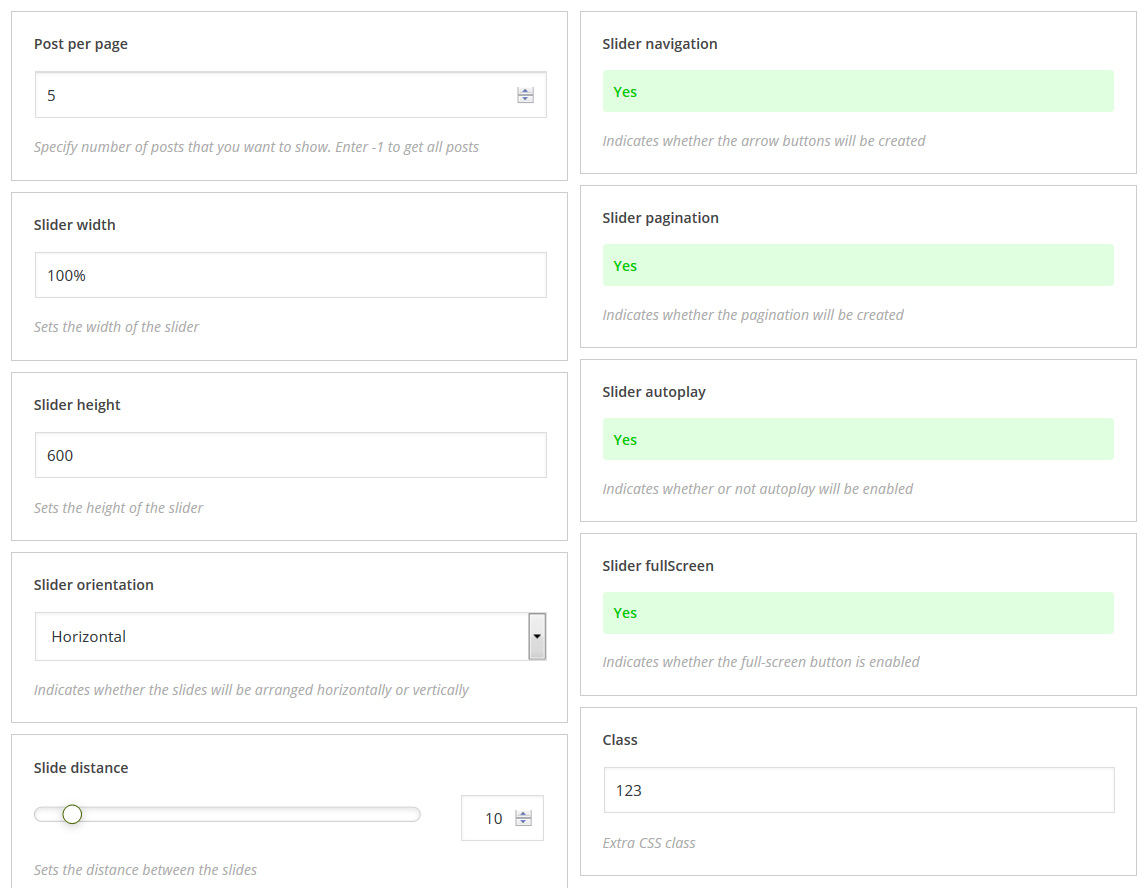 Post per page
5
Specify number of posts that you want to show. Enter -1 to get all posts
Slider width
100%
Sets the width of the slider
Slider height
600
Sets the height of the slider
Slider orientation
Horizontal
Indicates whether the slides will be arranged horizontally or vertically
Slide distance
10
Sets the distance between the slides
Slider navigation
Yes
Indicates whether the arrow buttons will be created
Slider pagination
Yes
Indicates whether the pagination will be created
Slider autoplay
Yes
Indicates whether or not autoplay will be enabled
Slider fullScreen
Yes
Indicates whether the full-screen button is enabled
Class
123
Extra CSS class